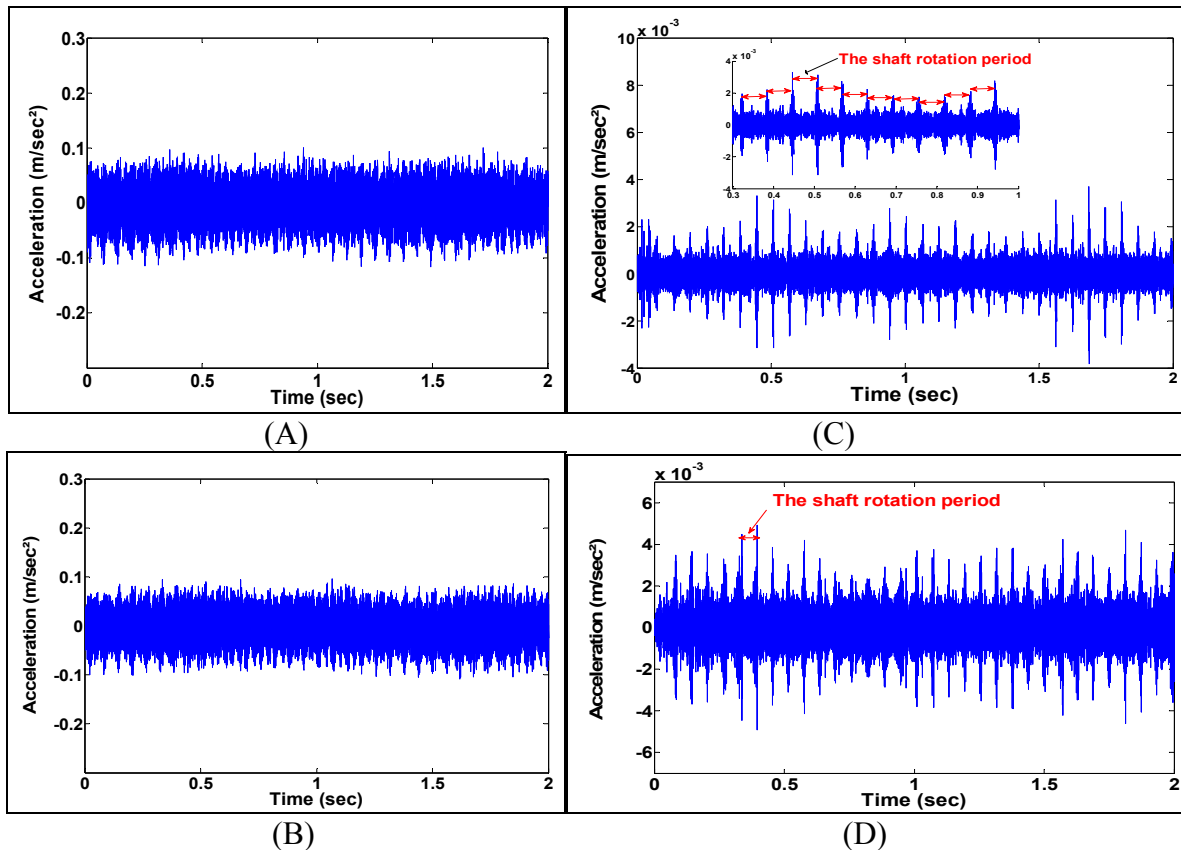 0.3
0.2
0.1
0
-0.1
-0.2
Acceleration (m/sec²)
0 0.5 1 1.5 2
Time (sec)
(A)
x 10⁻³
10
8
6
4
2
0
-2
-4
Acceleration (m/sec²)
x 10⁻³
4
2
0
-2
-4
The shaft rotation period
0.3 0.4 0.5 0.6 0.7 0.8 0.9 1
0 0.5 1 1.5 2
Time (sec)
(C)
0.3
0.2
0.1
0
-0.1
-0.2
Acceleration (m/sec²)
0 0.5 1 1.5 2
Time (sec)
(B)
x 10⁻³
6
4
2
0
-2
-4
-6
Acceleration (m/sec²)
The shaft rotation period
0 0.5 1 1.5 2
Time (sec)
(D)